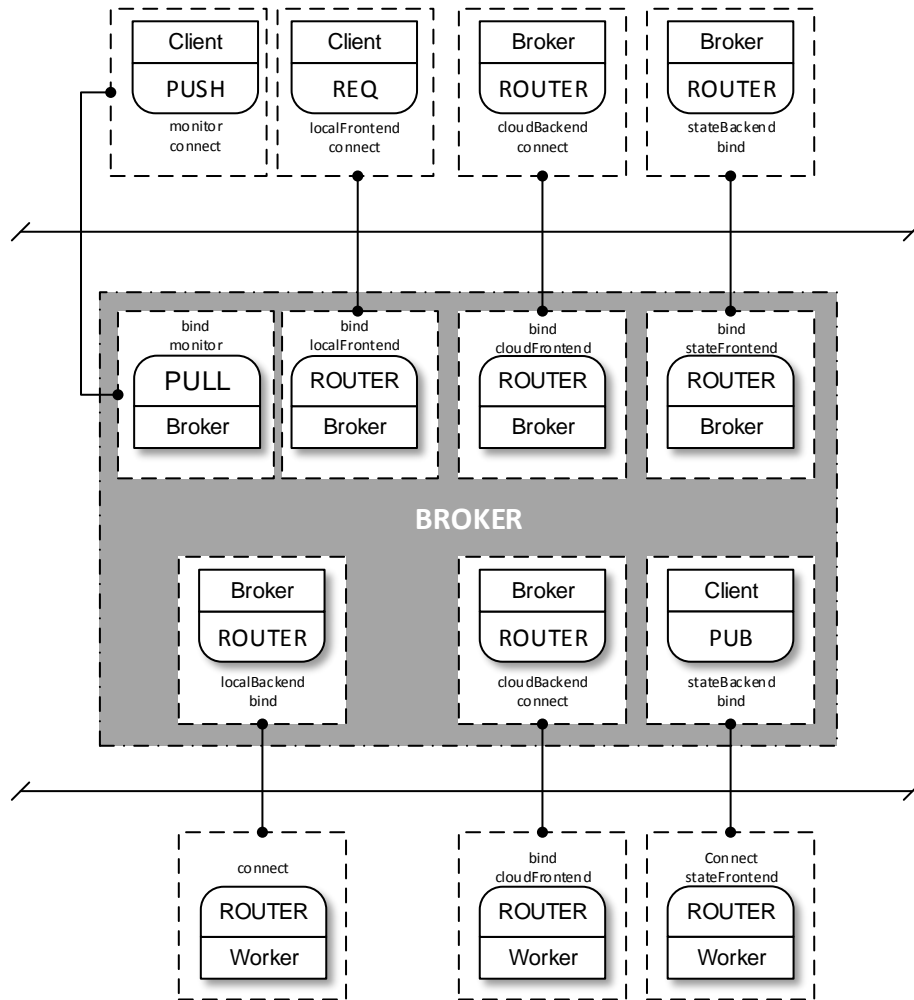 Client
PUSH
monitor
connect
Client
REQ
localFrontend
connect
Broker
ROUTER
cloudBackend
connect
Broker
ROUTER
stateBackend
bind
bind
monitor
PULL
Broker
bind
localFrontend
ROUTER
Broker
bind
cloudFrontend
ROUTER
Broker
bind
stateFrontend
ROUTER
Broker
BROKER
Broker
ROUTER
localBackend
bind
Broker
ROUTER
cloudBackend
connect
Client
PUB
stateBackend
bind
connect
ROUTER
Worker
bind
cloudFrontend
ROUTER
Worker
Connect
stateFrontend
ROUTER
Worker